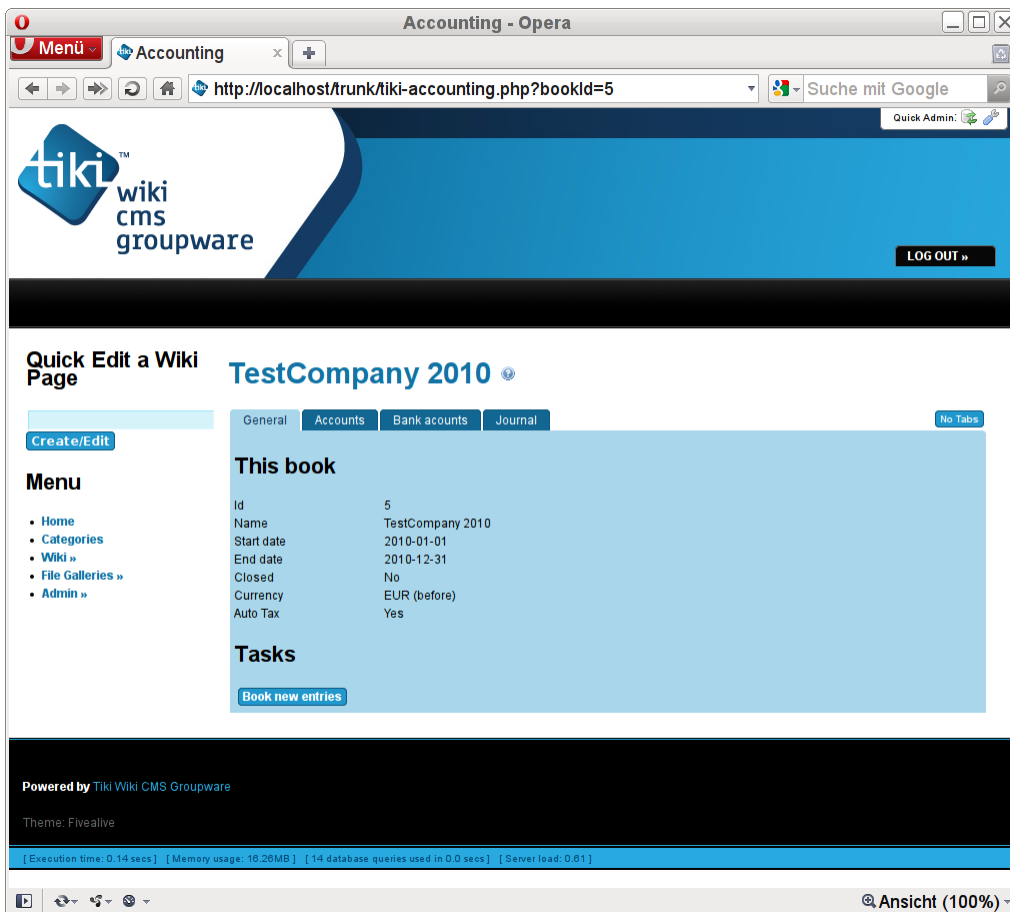 Accounting - Opera
Menü
Accounting
http://localhost/trunk/tiki-accounting.php?bookId=5
Suche mit Google
Quick Admin:
tiki™
wiki
cms
groupware
LOG OUT »
Quick Edit a Wiki
Page
Create/Edit
Menu
Home
Categories
Wiki »
File Galleries »
Admin »
TestCompany 2010
General Accounts Bank acounts Journal
No Tabs
This book
Id 5
Name TestCompany 2010
Start date 2010-01-01
End date 2010-12-31
Closed No
Currency EUR (before)
Auto Tax Yes
Tasks
Book new entries
Powered by Tiki Wiki CMS Groupware
Theme: Fivealive
[ Execution time: 0.14 secs ] [ Memory usage: 16.26MB ] [ 14 database queries used in 0.0 secs ] [ Server load: 0.61 ]
Ansicht (100%)